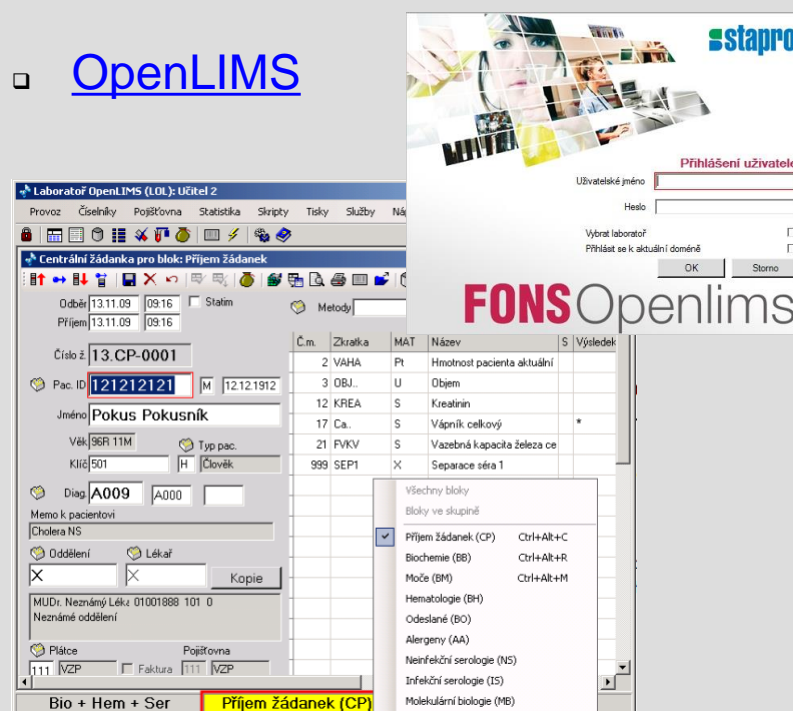 OpenLIMS
stapro
Přihlášení uživatele
Uživatelské jméno
Heslo
Vybrat laboratoř
Přihlást se k aktuální doméně
OK Storno
FONS Openlims
Laboratoř OpenLIMS (LOL): Učitel 2
Provoz Číselníky Pojišťovna Statistika Skripty Tisky Služby
Centrální žádanka pro blok: Příjem žádanek
Odběr 13.11.09 09:16 Statim
Metody
Příjem 13.11.09 09:16
Číslo ž. 13.CP-0001
Pac. ID 121212121 M 12.12.1912
Jméno Pokus Pokusník
Věk 96R 11M Typ pac.
Klíč 501 H Člověk
Diag. A009 A000
Memo k pacientovi
Cholera NS
Oddělení Lékař
X X Kopie
MUDr. Neznámý Léka 01001888 101 0
Neznámé oddělení
Plátce Pojišťovna
111 VZP Faktura 111 VZP
Č.m. Zkratka MAT Název S Výsledek
2 VAHA Pt Hmotnost pacienta aktuální
3 OBJ.. U Objem
12 KREA S Kreatinin
17 Ca.. S Vápník celkový *
21 FVKV S Vazebná kapacita železa ce
999 SEP1 X Separace séra 1
Všechny bloky
Bloky ve skupině
Příjem žádanek (CP) Ctrl+Alt+C
Biochemie (BB) Ctrl+Alt+R
Moče (BM) Ctrl+Alt+M
Hematologie (BH)
Odeslané (BO)
Alergeny (AA)
Neinfekční serologie (NS)
Infekční serologie (IS)
Molekulární biologie (MB)
Bio + Hem + Ser Příjem žádanek (CP)